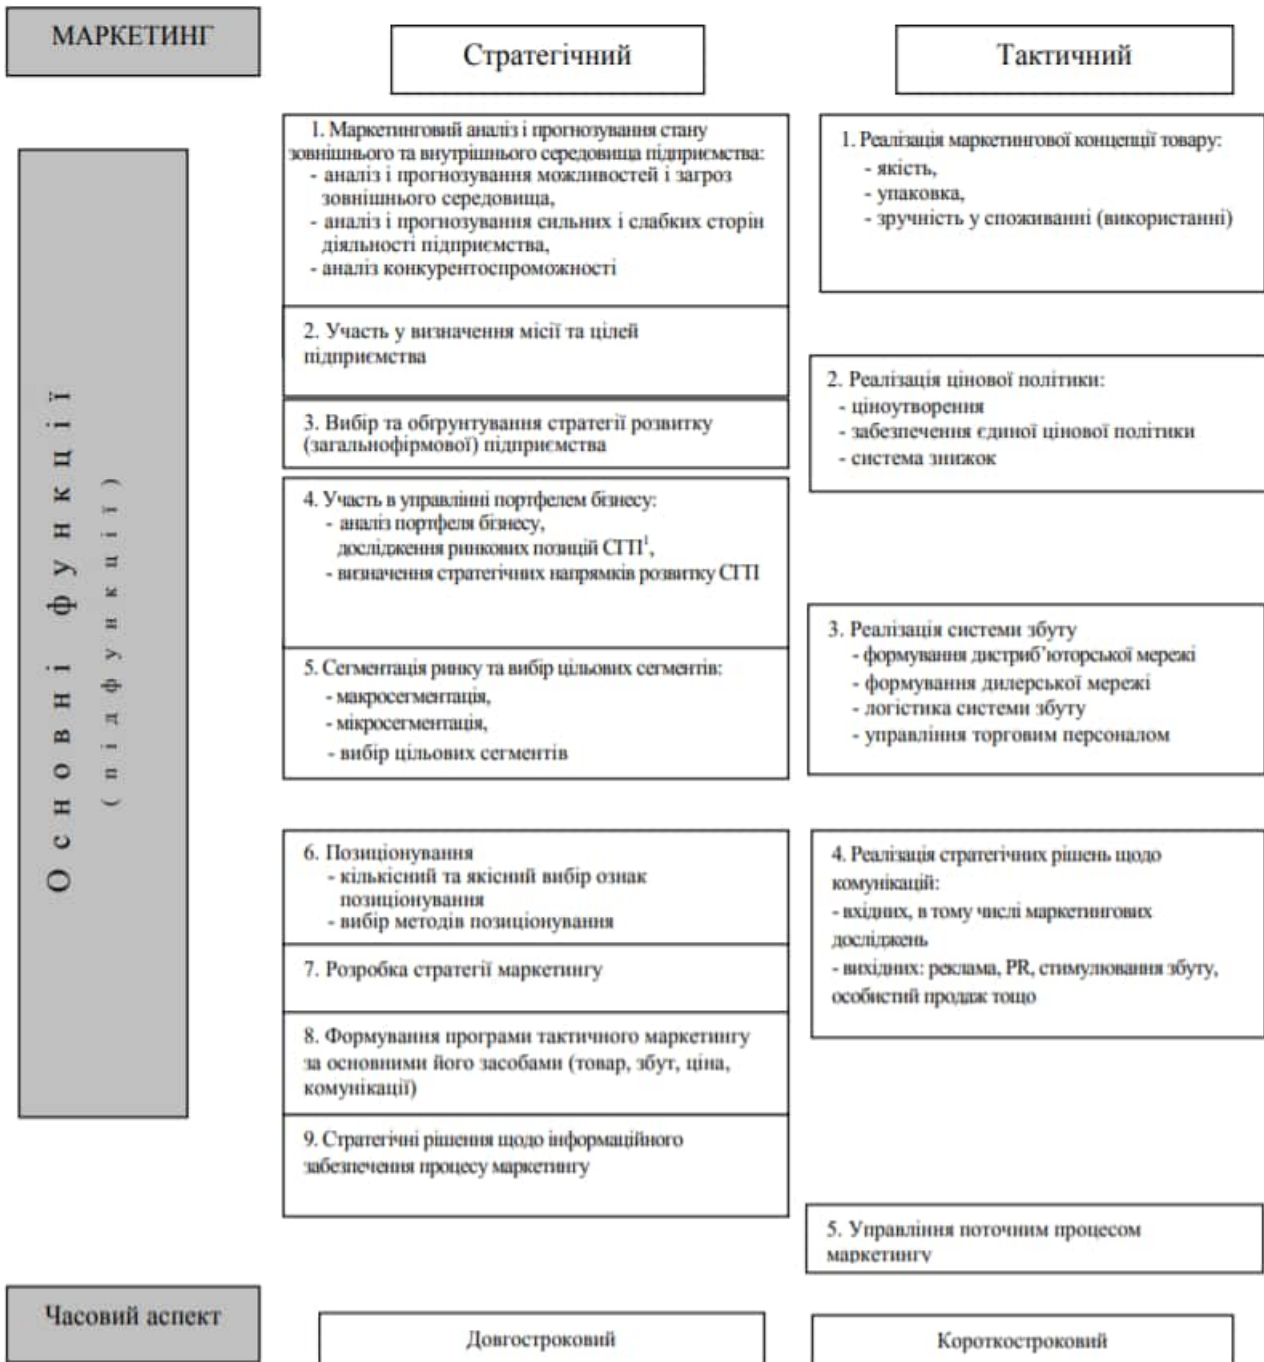 МАРКЕТИНГ
Стратегічний
Тактичний
Основні функції
(підфункції)
1. Маркетинговий аналіз і прогнозування стану
зовнішнього та внутрішнього середовища підприємства:
- аналіз і прогнозування можливостей і загроз
зовнішнього середовища,
- аналіз і прогнозування сильних і слабких сторін
діяльності підприємства,
- аналіз конкурентоспроможності
2. Участь у визначення місії та цілей
підприємства
3. Вибір та обґрунтування стратегії розвитку
(загальнофірмової) підприємства
4. Участь в управлінні портфелем бізнесу:
- аналіз портфеля бізнесу,
дослідження ринкових позицій СГП¹,
- визначення стратегічних напрямків розвитку СГП
5. Сегментація ринку та вибір цільових сегментів:
- макросегментація,
- мікросегментація,
- вибір цільових сегментів
6. Позиціонування
- кількісний та якісний вибір ознак
позиціонування
- вибір методів позиціонування
7. Розробка стратегії маркетингу
8. Формування програми тактичного маркетингу
за основними його засобами (товар, збут, ціна,
комунікації)
9. Стратегічні рішення щодо інформаційного
забезпечення процесу маркетингу
1. Реалізація маркетингової концепції товару:
- якість,
- упаковка,
- зручність у споживанні (використанні)
2. Реалізація цінової політики:
- ціноутворення
- забезпечення єдиної цінової політики
- система знижок
3. Реалізація системи збуту
- формування дистриб’юторської мережі
- формування дилерської мережі
- логістика системи збуту
- управління торговим персоналом
4. Реалізація стратегічних рішень щодо
комунікацій:
- вхідних, в тому числі маркетингових
досліджень
- вихідних: реклама, PR, стимулювання збуту,
особистий продаж тощо
5. Управління поточним процесом
маркетингу
Часовий аспект
Довгостроковий
Короткостроковий